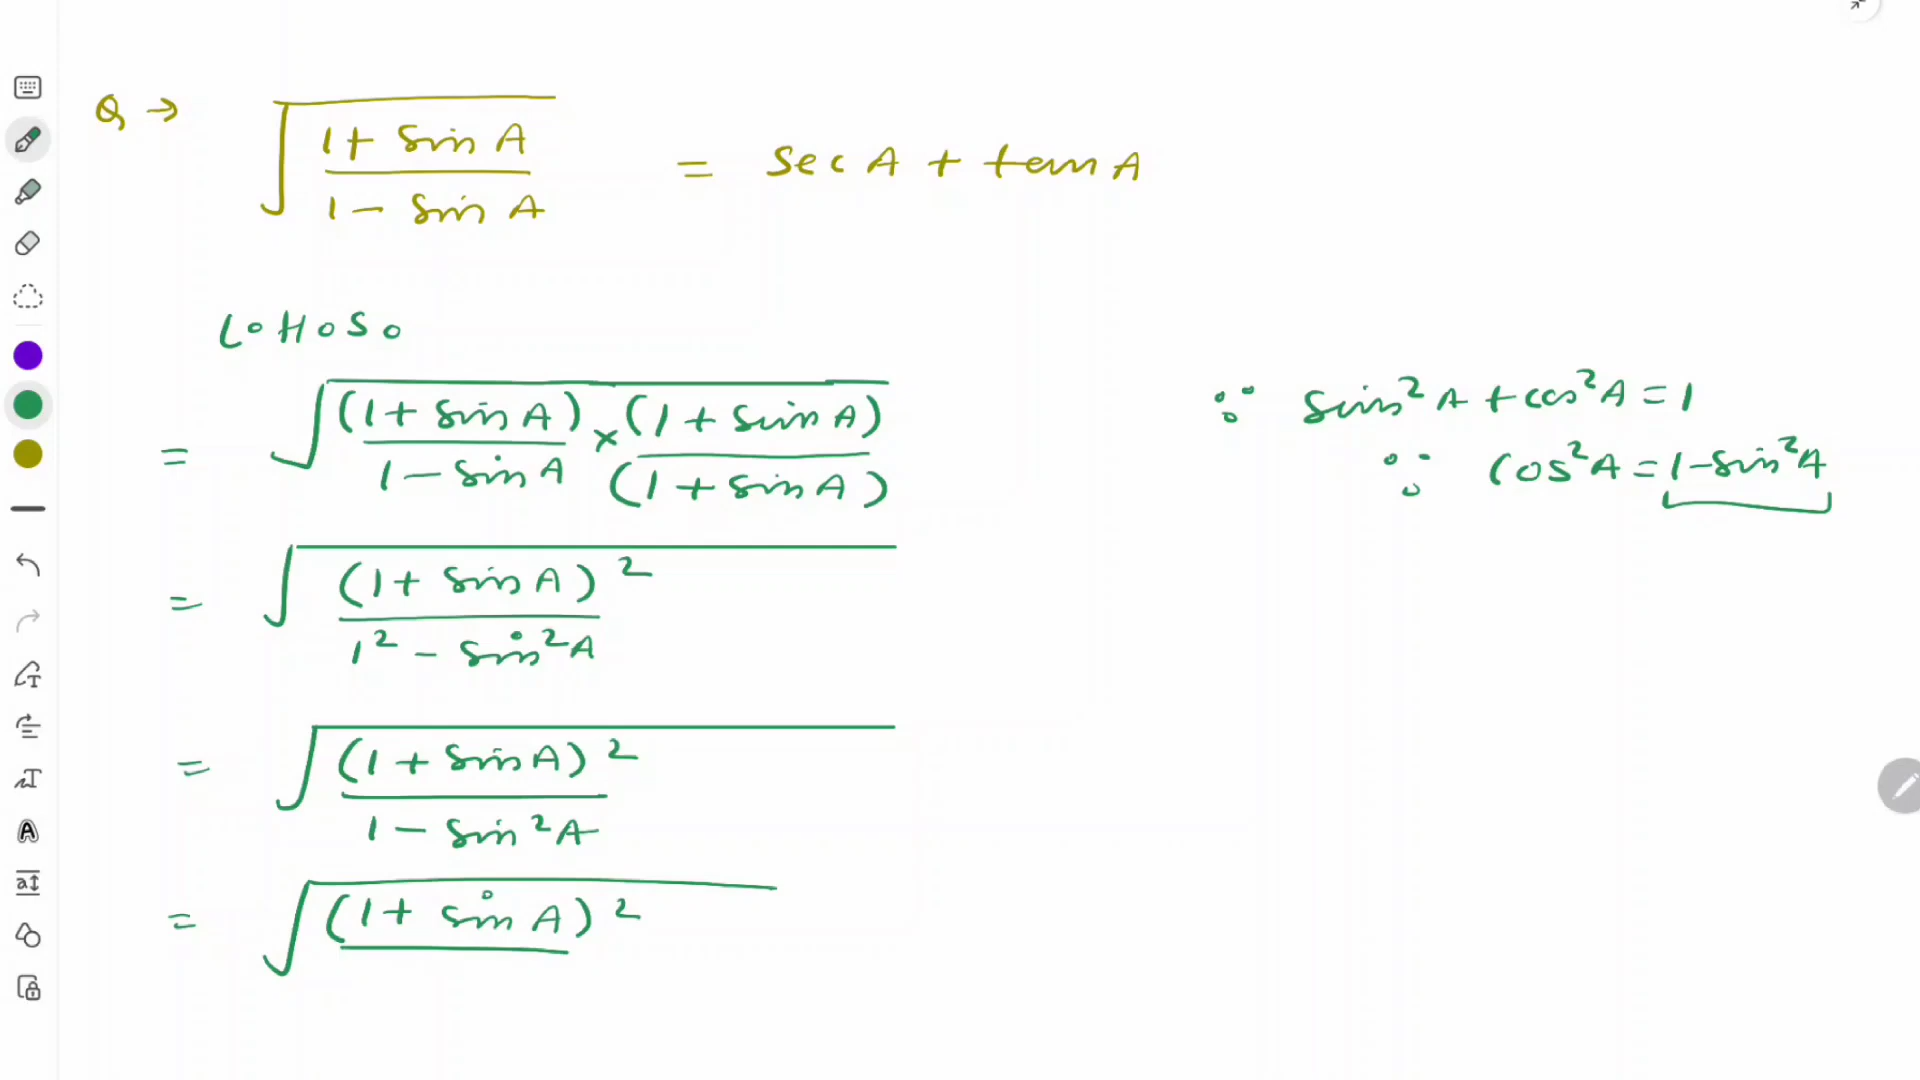 Q → √((1 + sin A)/(1 - sin A)) = sec A + tan A
L.H.S.
= √((1 + sin A)/(1 - sin A) × (1 + sin A)/(1 + sin A))
= √((1 + sin A)²/(1² - sin²A))
= √((1 + sin A)²/(1 - sin²A))
= √((1 + sin A)²
∵ sin²A + cos²A = 1
∵ cos²A = 1 - sin²A